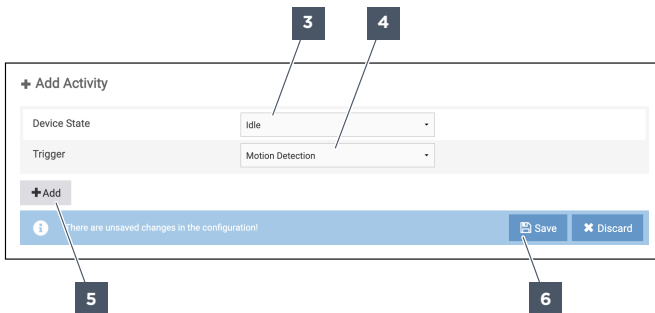 3 4
+ Add Activity
Device State Idle
Trigger Motion Detection
+Add
There are unsaved changes in the configuration! Save ✖ Discard
5 6